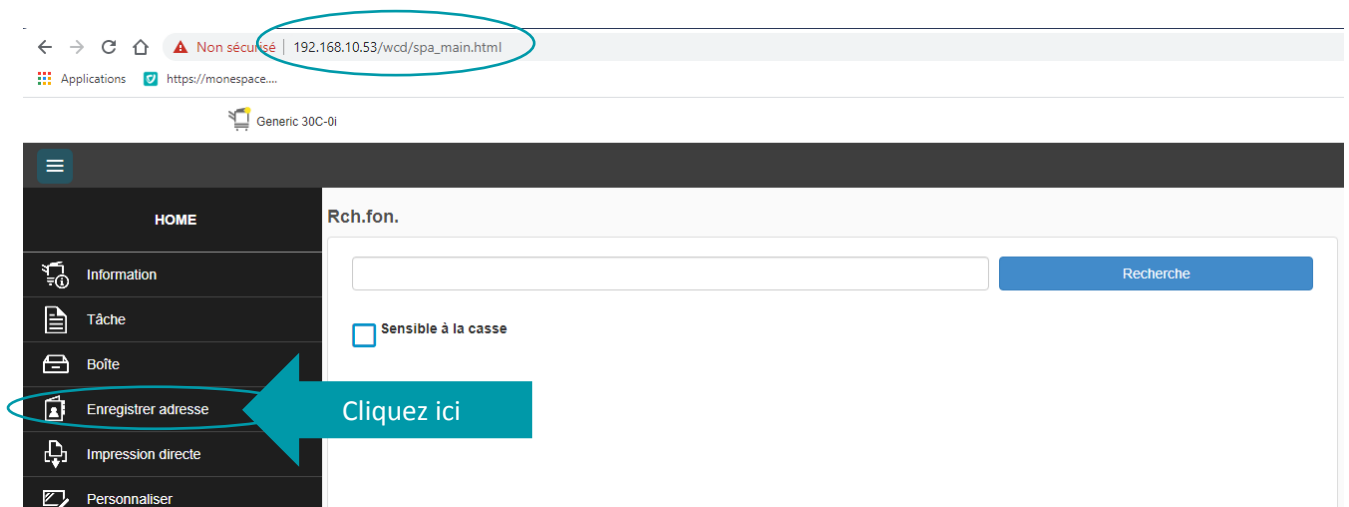 Non sécurisé | 192.168.10.53/wcd/spa_main.html
Applications https://monespace....
Generic 30C-0i
HOME
Rch.fon.
Information
Recherche
Tâche
Sensible à la casse
Boîte
Enregistrer adresse
Cliquez ici
Impression directe
Personnaliser